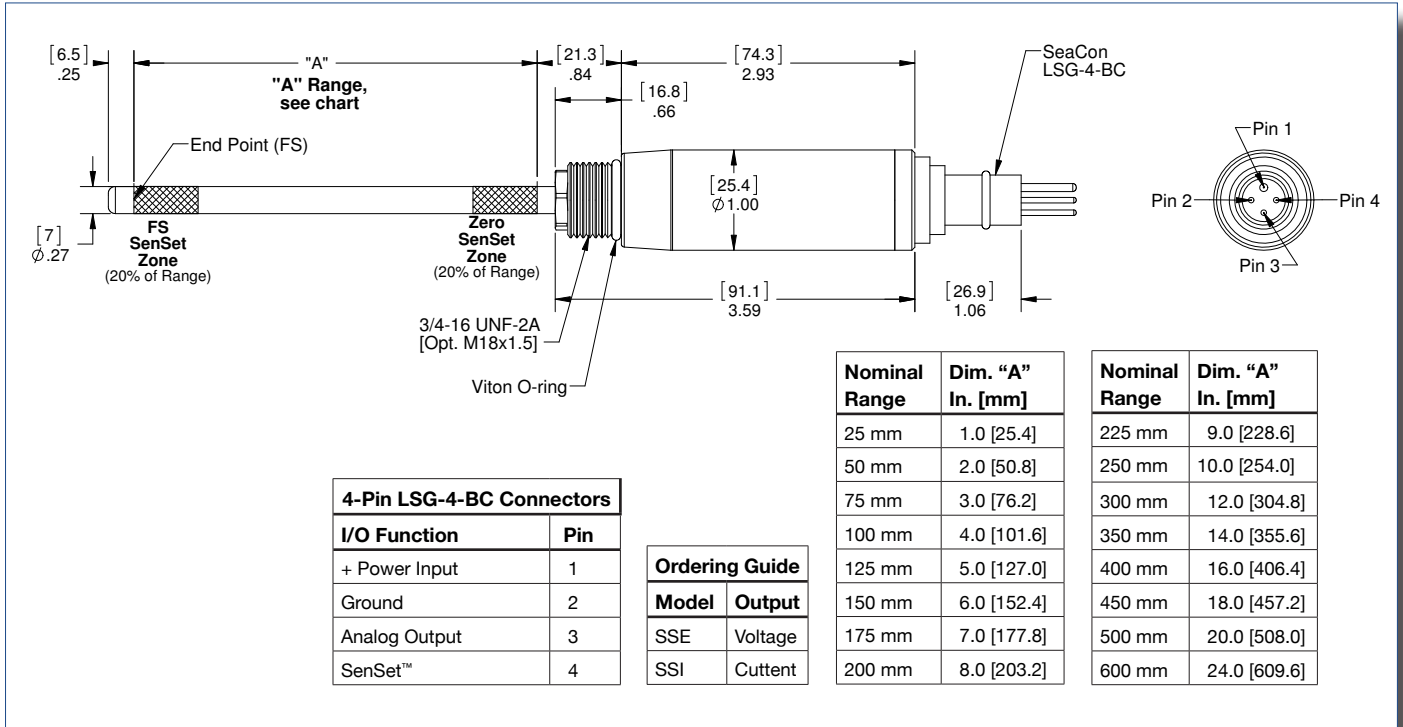 [6.5]
.25
"A"
"A" Range,
see chart
[21.3]
.84
[74.3]
2.93
[16.8]
.66
SeaCon
LSG-4-BC
End Point (FS)
[25.4]
⌀1.00
[7]
⌀.27
FS
SenSet
Zone
(20% of Range)
Zero
SenSet
Zone
(20% of Range)
Pin 1
Pin 2
Pin 4
Pin 3
[91.1]
3.59
[26.9]
1.06
3/4-16 UNF-2A
[Opt. M18x1.5]
Viton O-ring
4-Pin LSG-4-BC Connectors
I/O Function Pin
+ Power Input 1
Ground 2
Analog Output 3
SenSet™ 4
Ordering Guide
Model Output
SSE Voltage
SSI Cuttent
Nominal Range Dim. “A” In. [mm]
25 mm 1.0 [25.4]
50 mm 2.0 [50.8]
75 mm 3.0 [76.2]
100 mm 4.0 [101.6]
125 mm 5.0 [127.0]
150 mm 6.0 [152.4]
175 mm 7.0 [177.8]
200 mm 8.0 [203.2]
Nominal Range Dim. “A” In. [mm]
225 mm 9.0 [228.6]
250 mm 10.0 [254.0]
300 mm 12.0 [304.8]
350 mm 14.0 [355.6]
400 mm 16.0 [406.4]
450 mm 18.0 [457.2]
500 mm 20.0 [508.0]
600 mm 24.0 [609.6]